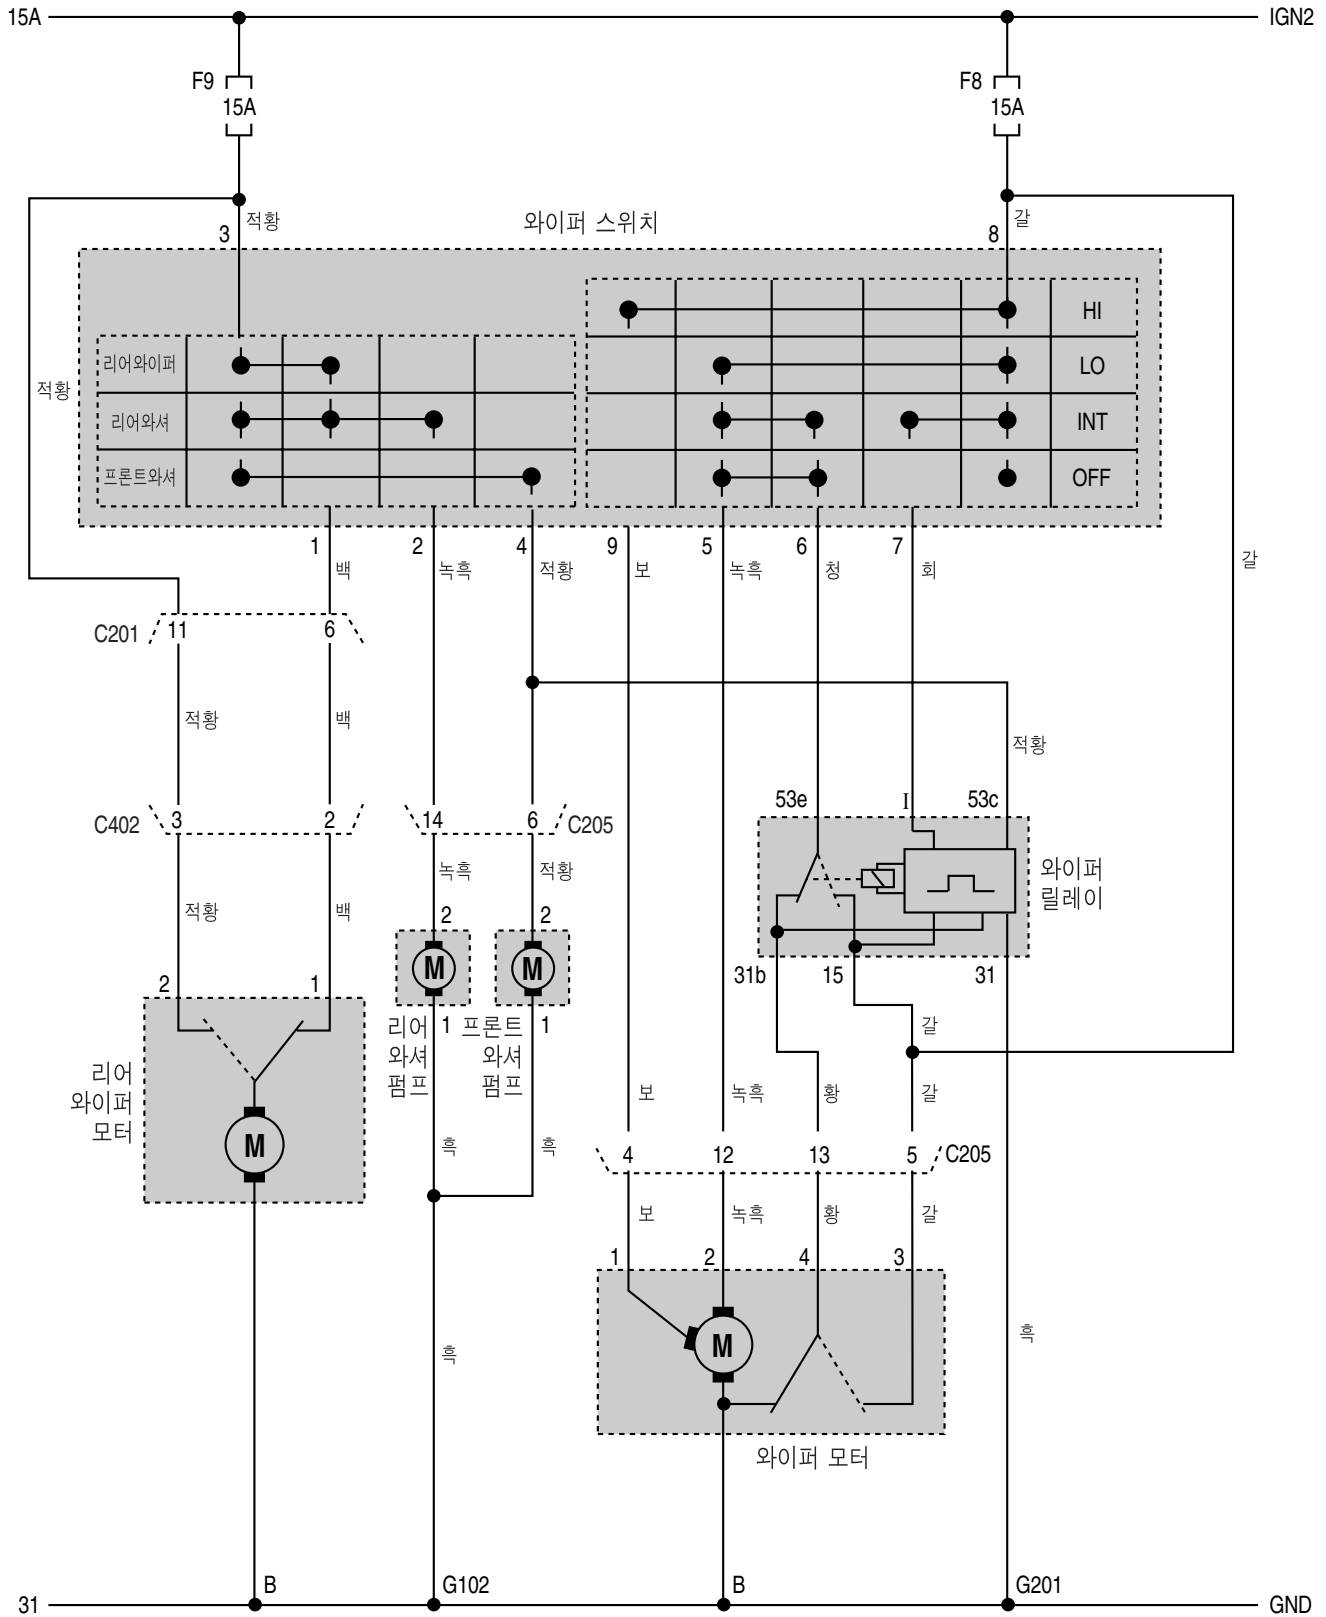 15A
IGN2
F9
15A
F8
15A
적황
와이퍼 스위치
갈
3
8
HI
리어와이퍼
LO
적황
리어와셔
INT
프론트와셔
OFF
1
2
4
9
5
6
7
백
녹흑
적황
보
녹흑
청
회
갈
C201
11
6
적황
백
적황
53e
I
53c
C402
3
2
14
6
C205
와이퍼
릴레이
녹흑
적황
적황
백
2
2
M
M
31b
15
31
2
1
리어
와셔
펌프
1
프론트
와셔
펌프
1
갈
리어
와이퍼
모터
보
녹흑
황
갈
M
흑
흑
4
12
13
5
C205
보
녹흑
황
갈
1
2
4
3
M
흑
흑
와이퍼 모터
B
G102
B
G201
31
GND